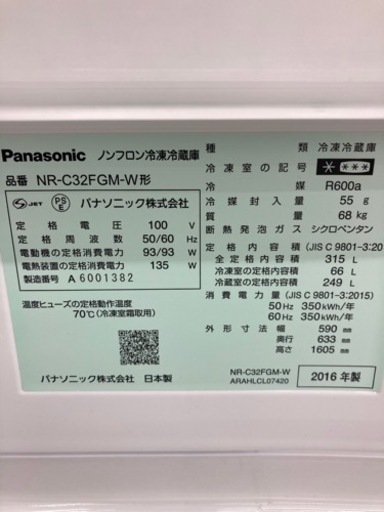 Panasonic ノンフロン冷凍冷蔵庫
品番 NR-C32FGM-W形
JET PS E パナソニック株式会社
定格電圧 100 V
定格周波数 50/60 Hz
電動機の定格消費電力 93/93 W
電熱装置の定格消費電力 135 W
製造番号 A 6001382
温度ヒューズの定格動作温度
70℃(冷凍室霜取用)
パナソニック株式会社 日本製
種類 冷凍冷蔵庫
冷凍室の記号
冷媒 R600a
冷媒封入量 55 g
質量 68 kg
断熱発泡ガス シクロペンタン
定格内容積 (JIS C 9801-3:20
全定格内容積 315 L
冷凍室の定格内容積 66 L
冷蔵室の定格内容積 249 L
消費電力量 (JIS C 9801-3:2015)
50 Hz 350 kWh/年
60 Hz 350 kWh/年
外形寸法 幅 590 mm
奥行 633 mm
高さ 1605 mm
NR-C32FGM-W
ARAHLCL07420
2016 年製